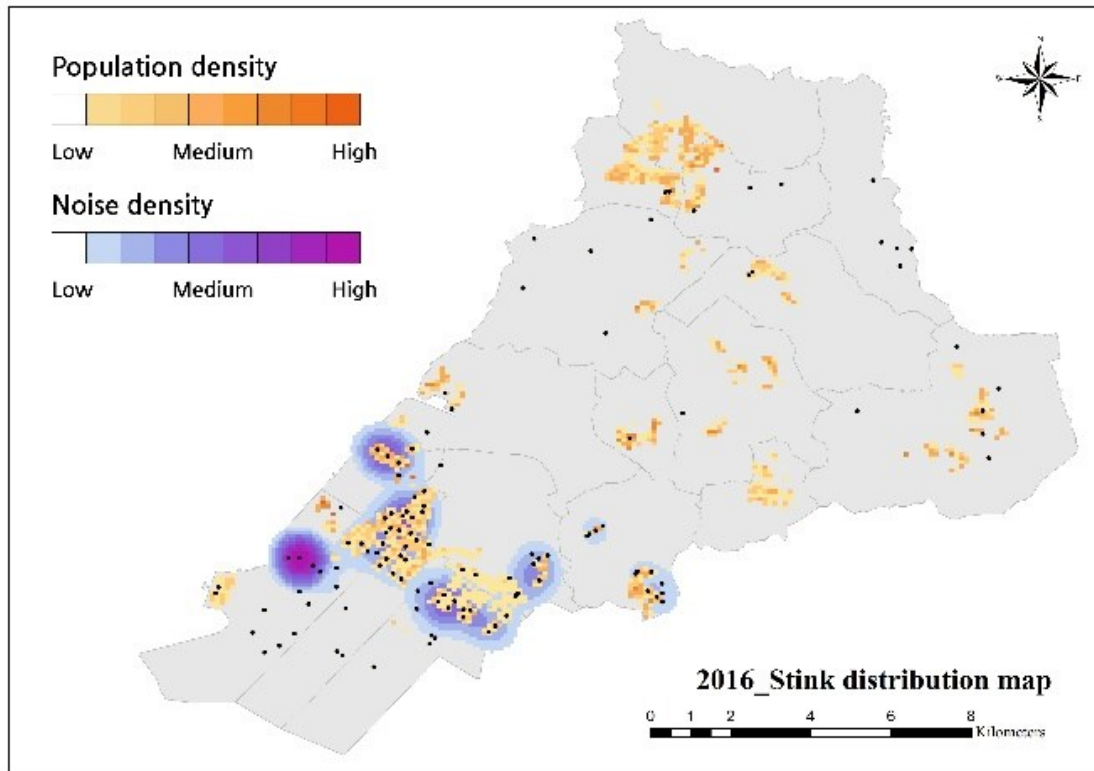 Population density
Low Medium High
Noise density
Low Medium High
N
2016_Stink distribution map
0 1 2 4 6 8
Kilometers